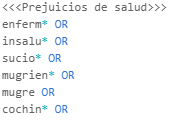 <<<Prejuicios de salud>>>
enferm* OR
insalu* OR
sucio* OR
mugrien* OR
mugre OR
cochin* OR